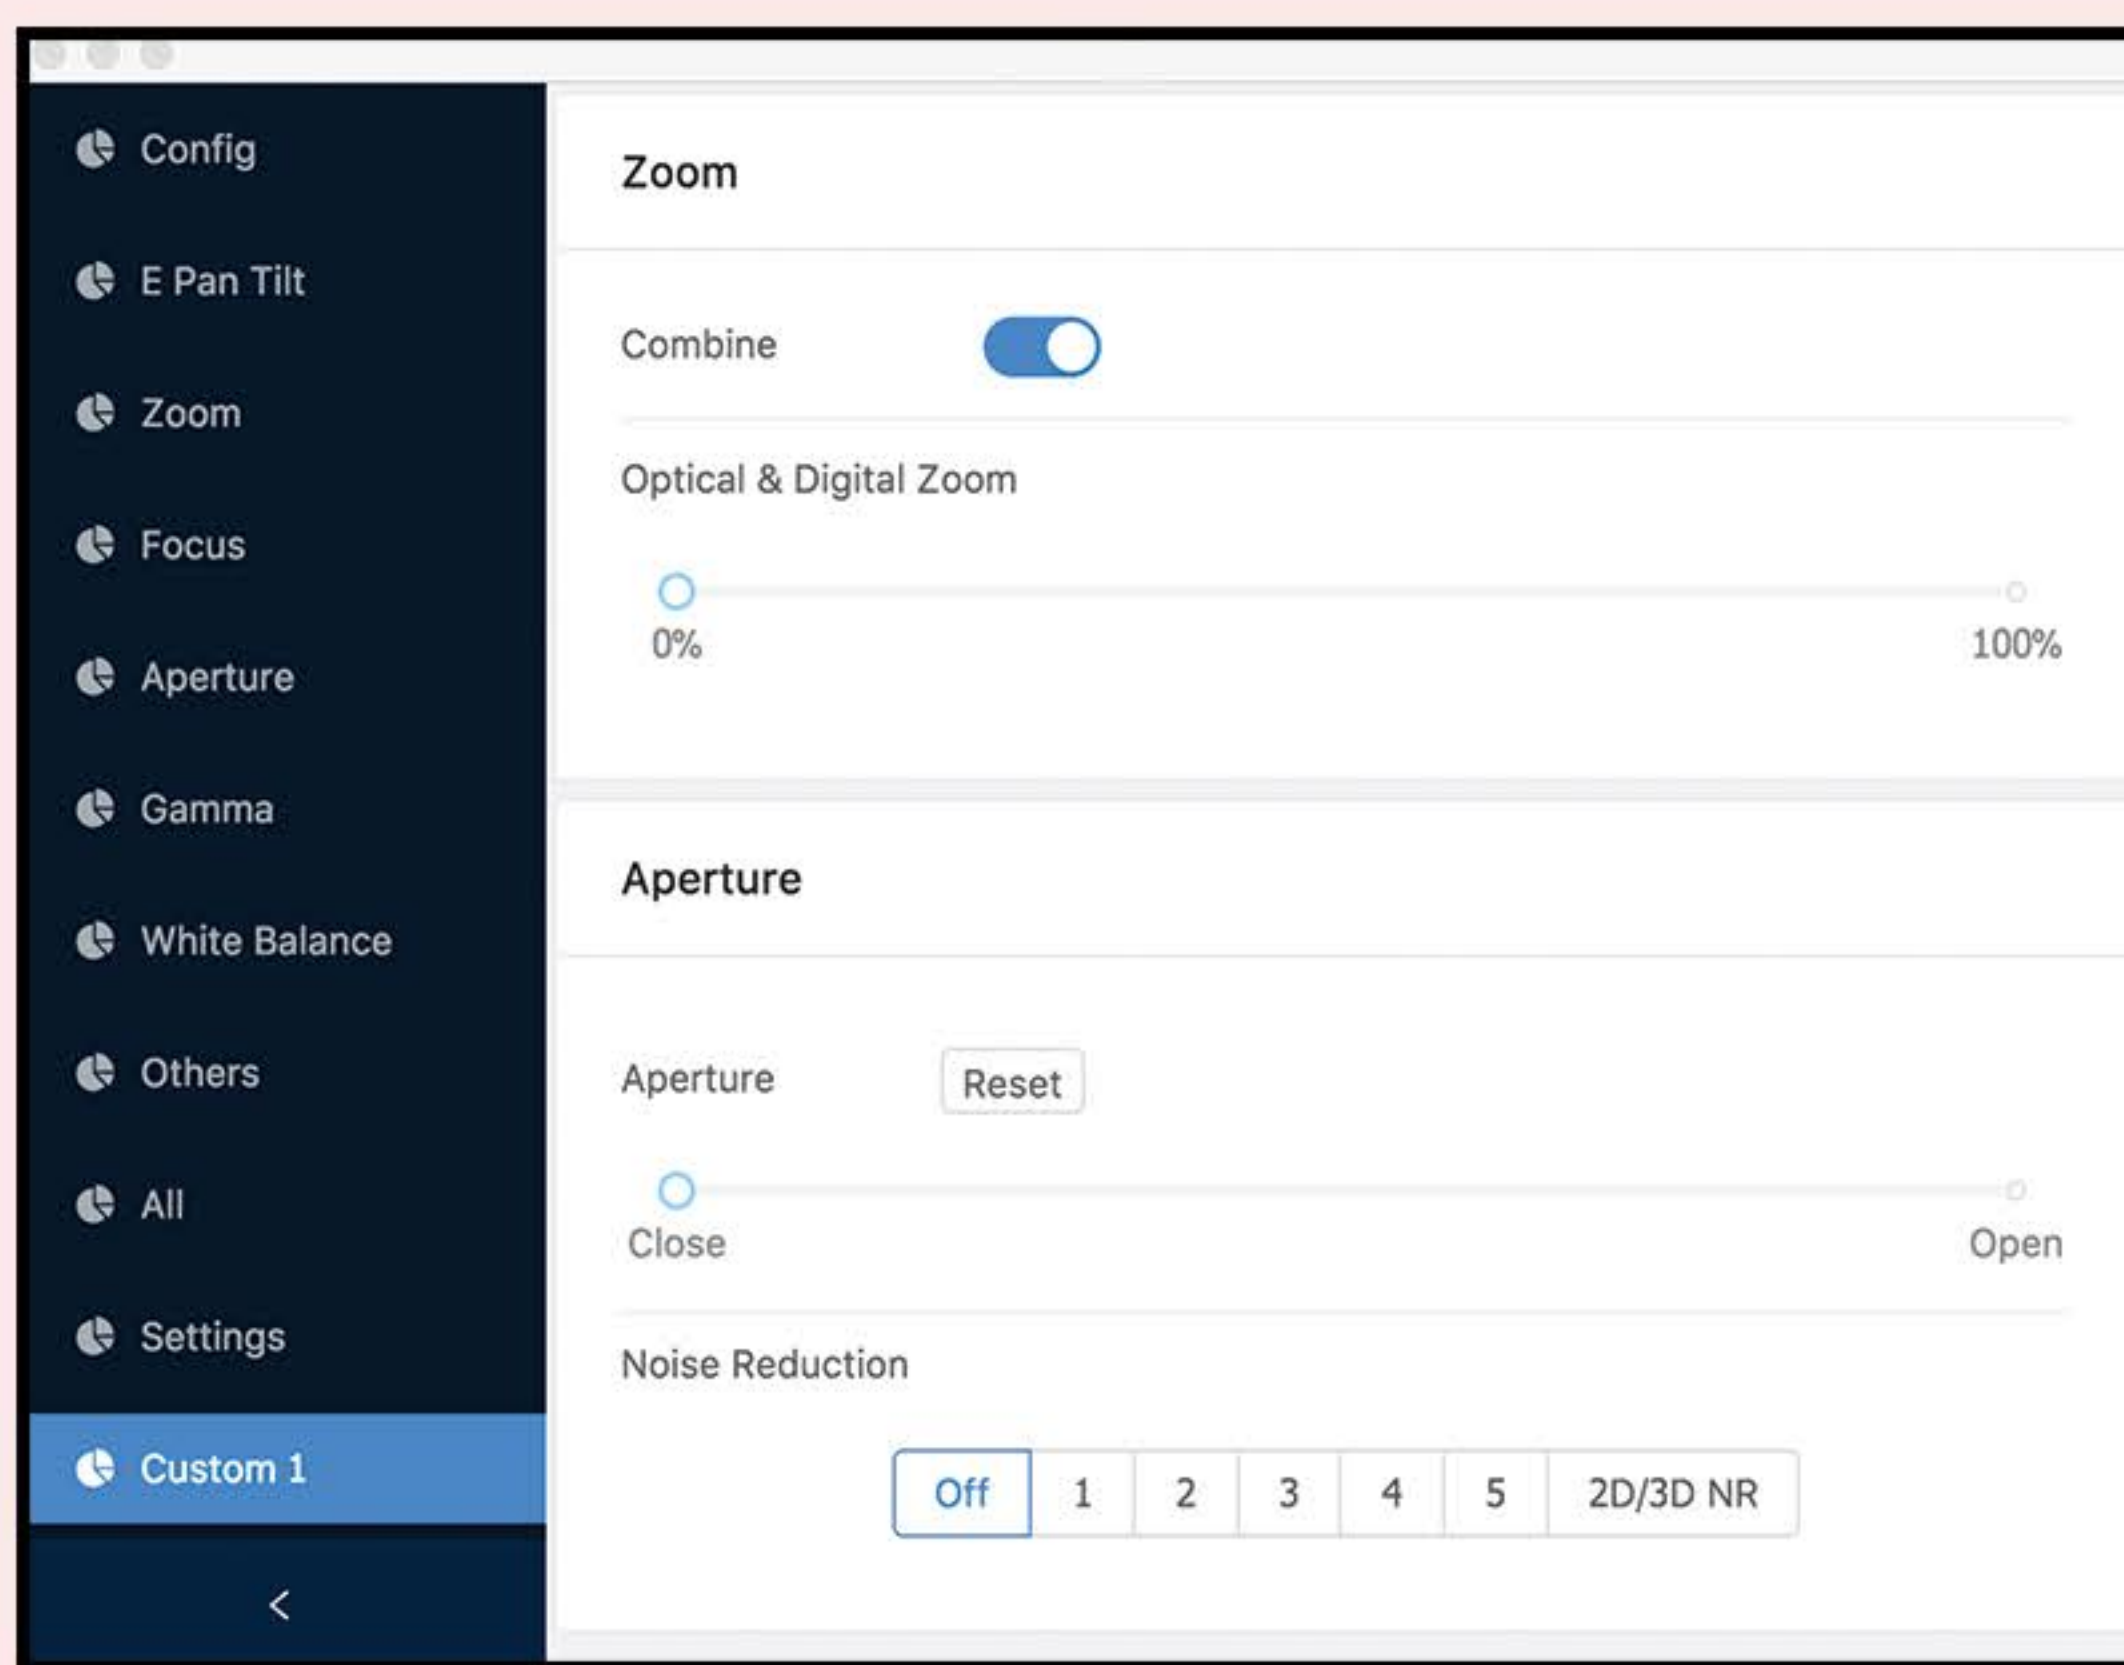 Config
E Pan Tilt
Zoom
Focus
Aperture
Gamma
White Balance
Others
All
Settings
Custom 1
<
Zoom
Combine
Optical & Digital Zoom
0% 100%
Aperture
Aperture Reset
Close Open
Noise Reduction
Off 1 2 3 4 5 2D/3D NR